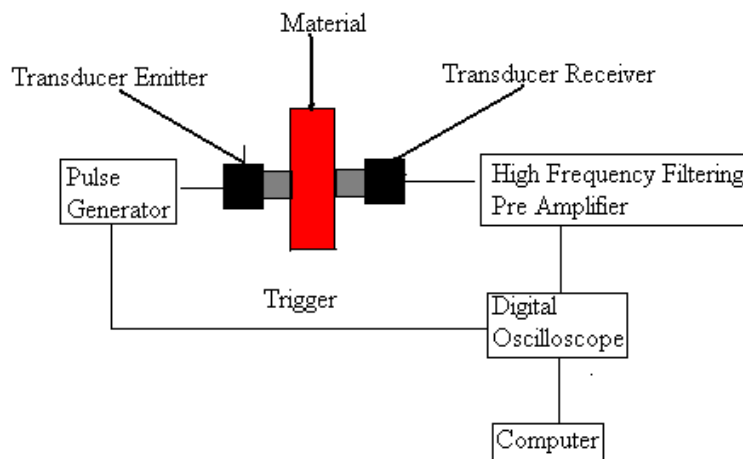 Material
Transducer Emitter
Transducer Receiver
Pulse
Generator
High Frequency Filtering
Pre Amplifier
Trigger
Digital
Oscilloscope
Computer